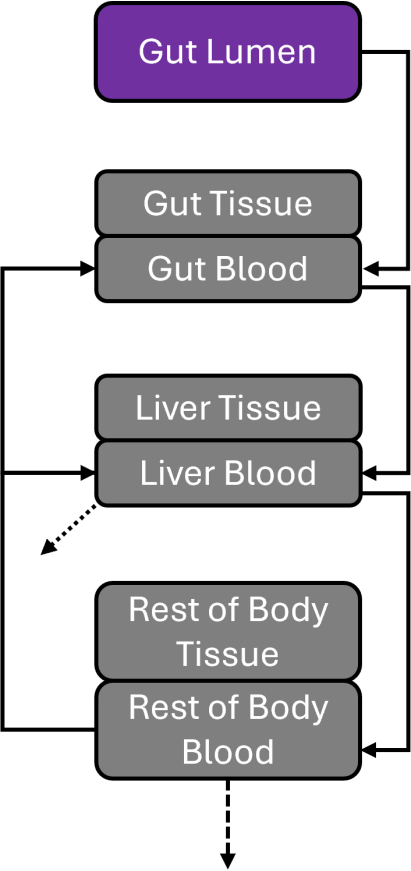 Gut Lumen
Gut Tissue
Gut Blood
Liver Tissue
Liver Blood
Rest of Body
Tissue
Rest of Body
Blood